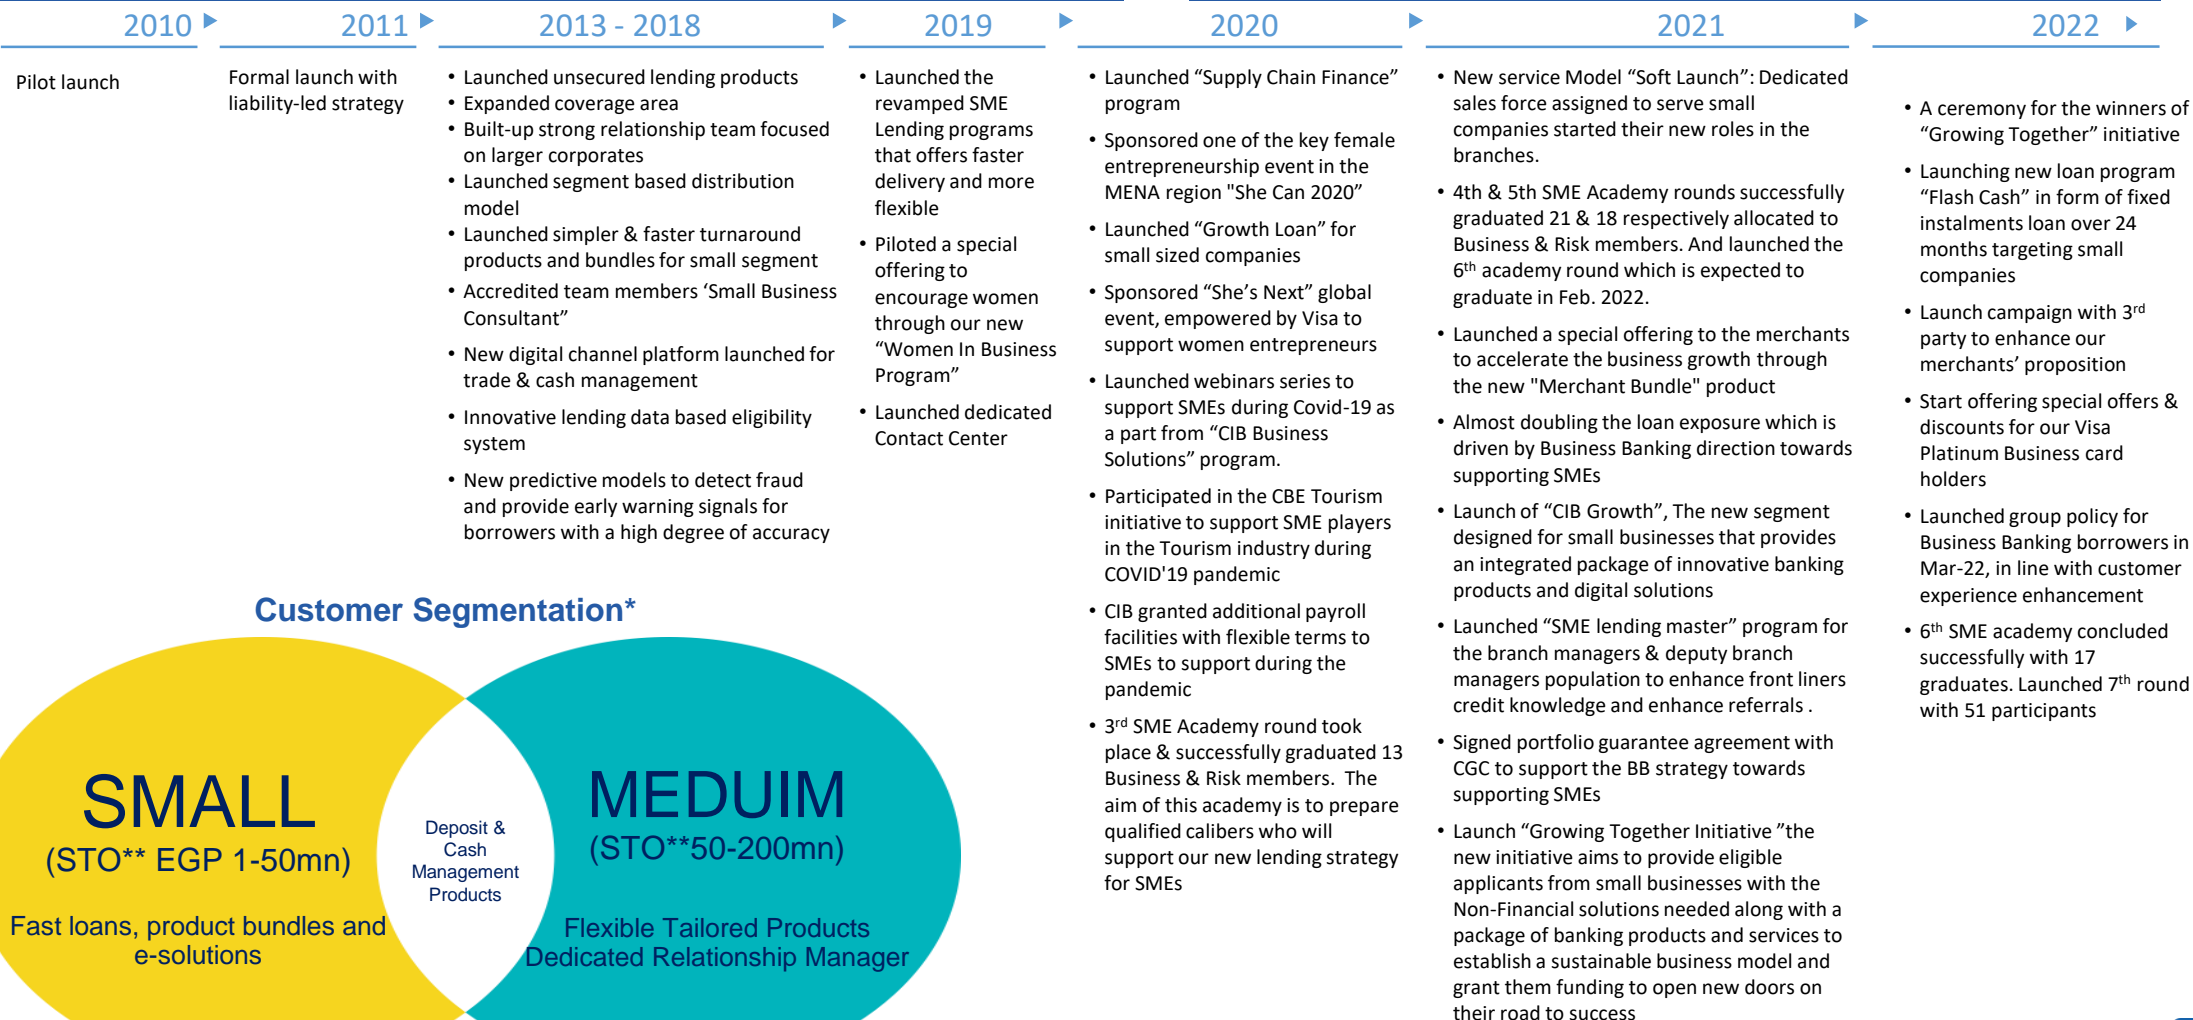 2010
2011
2013 - 2018
2019
2020
2021
2022
Pilot launch
Formal launch with
liability-led strategy
• Launched unsecured lending products
• Expanded coverage area
• Built-up strong relationship team focused
on larger corporates
• Launched segment based distribution
model
• Launched simpler & faster turnaround
products and bundles for small segment
• Accredited team members ‘Small Business
Consultant”
• New digital channel platform launched for
trade & cash management
• Innovative lending data based eligibility
system
• New predictive models to detect fraud
and provide early warning signals for
borrowers with a high degree of accuracy
• Launched the
revamped SME
Lending programs
that offers faster
delivery and more
flexible
• Piloted a special
offering to
encourage women
through our new
“Women In Business
Program”
• Launched dedicated
Contact Center
• Launched “Supply Chain Finance”
program
• Sponsored one of the key female
entrepreneurship event in the
MENA region "She Can 2020”
• Launched “Growth Loan” for
small sized companies
• Sponsored “She’s Next” global
event, empowered by Visa to
support women entrepreneurs
• Launched webinars series to
support SMEs during Covid-19 as
a part from “CIB Business
Solutions” program.
• Participated in the CBE Tourism
initiative to support SME players
in the Tourism industry during
COVID'19 pandemic
• CIB granted additional payroll
facilities with flexible terms to
SMEs to support during the
pandemic
• 3rd SME Academy round took
place & successfully graduated 13
Business & Risk members. The
aim of this academy is to prepare
qualified calibers who will
support our new lending strategy
for SMEs
• New service Model “Soft Launch”: Dedicated
sales force assigned to serve small
companies started their new roles in the
branches.
• 4th & 5th SME Academy rounds successfully
graduated 21 & 18 respectively allocated to
Business & Risk members. And launched the
6th academy round which is expected to
graduate in Feb. 2022.
• Launched a special offering to the merchants
to accelerate the business growth through
the new "Merchant Bundle" product
• Almost doubling the loan exposure which is
driven by Business Banking direction towards
supporting SMEs
• Launch of “CIB Growth”, The new segment
designed for small businesses that provides
an integrated package of innovative banking
products and digital solutions
• Launched “SME lending master” program for
the branch managers & deputy branch
managers population to enhance front liners
credit knowledge and enhance referrals .
• Signed portfolio guarantee agreement with
CGC to support the BB strategy towards
supporting SMEs
• Launch “Growing Together Initiative ”the
new initiative aims to provide eligible
applicants from small businesses with the
Non-Financial solutions needed along with a
package of banking products and services to
establish a sustainable business model and
grant them funding to open new doors on
their road to success
• A ceremony for the winners of
“Growing Together” initiative
• Launching new loan program
“Flash Cash” in form of fixed
instalments loan over 24
months targeting small
companies
• Launch campaign with 3rd
party to enhance our
merchants’ proposition
• Start offering special offers &
discounts for our Visa
Platinum Business card
holders
• Launched group policy for
Business Banking borrowers in
Mar-22, in line with customer
experience enhancement
• 6th SME academy concluded
successfully with 17
graduates. Launched 7th round
with 51 participants
Customer Segmentation*
SMALL
(STO** EGP 1-50mn)
Fast loans, product bundles and
e-solutions
Deposit &
Cash
Management
Products
MEDUIM
(STO**50-200mn)
Flexible Tailored Products
Dedicated Relationship Manager